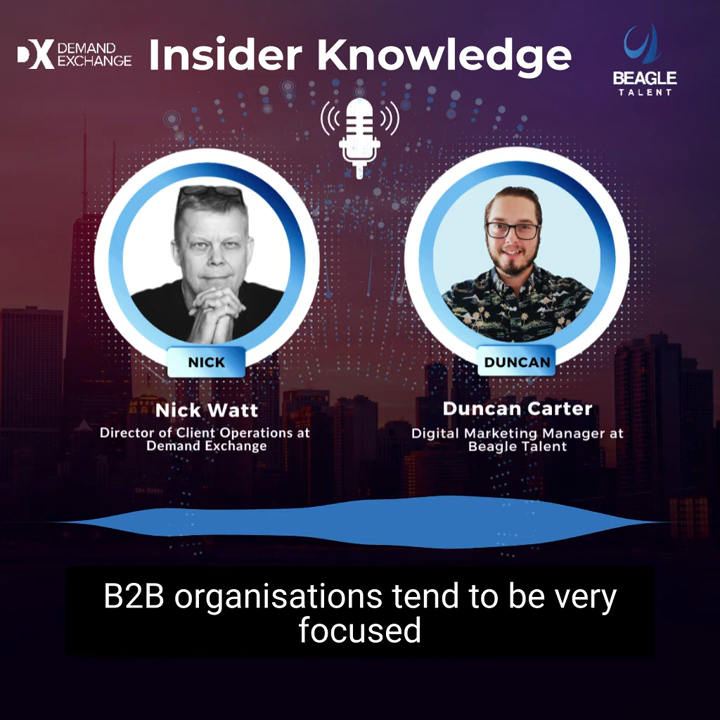 DX DEMAND
EXCHANGE
Insider Knowledge
BEAGLE
TALENT
NICK
DUNCAN
Nick Watt
Director of Client Operations at
Demand Exchange
Duncan Carter
Digital Marketing Manager at
Beagle Talent
B2B organisations tend to be very
focused